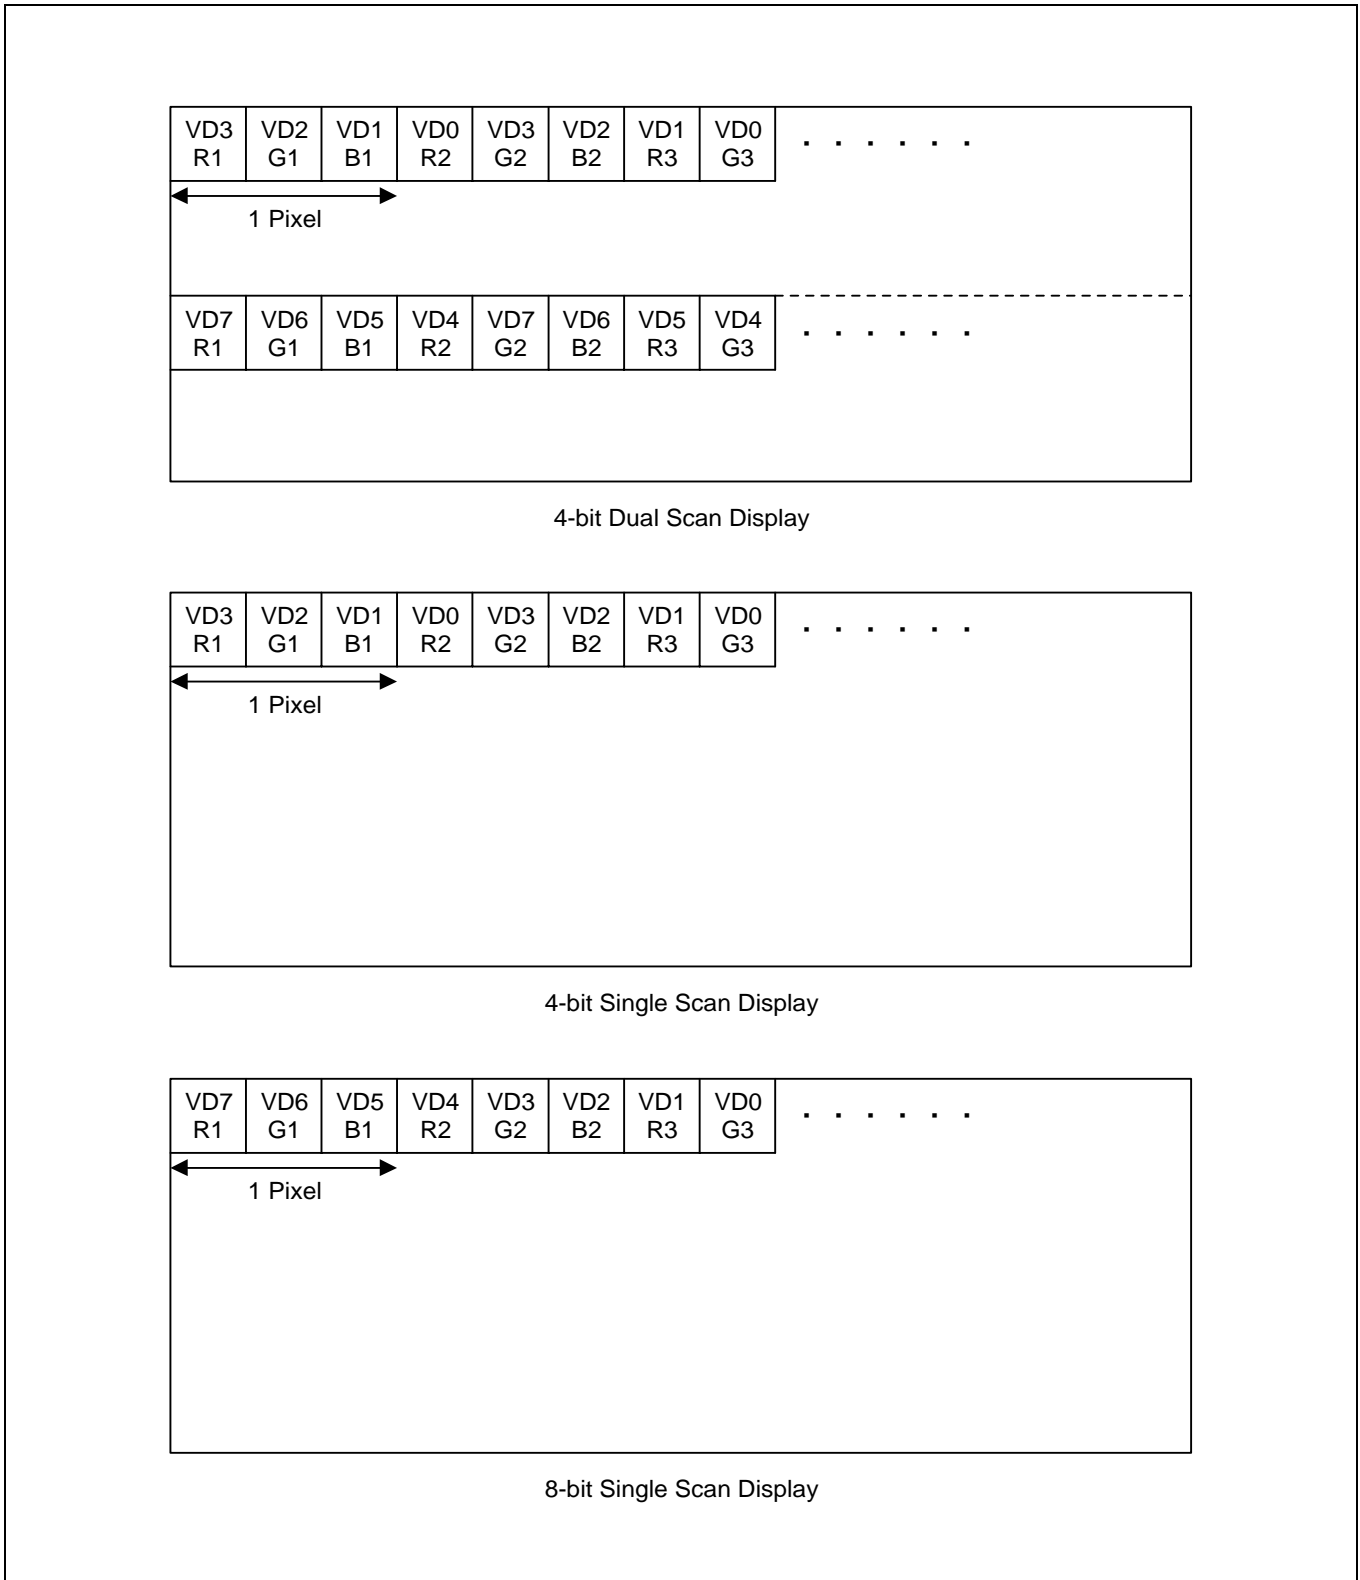 VD3 VD2 VD1 VD0 VD3 VD2 VD1 VD0
R1 G1 B1 R2 G2 B2 R3 G3 . . . . . .
1 Pixel
VD7 VD6 VD5 VD4 VD7 VD6 VD5 VD4
R1 G1 B1 R2 G2 B2 R3 G3 . . . . . .
4-bit Dual Scan Display
VD3 VD2 VD1 VD0 VD3 VD2 VD1 VD0
R1 G1 B1 R2 G2 B2 R3 G3 . . . . . .
1 Pixel
4-bit Single Scan Display
VD7 VD6 VD5 VD4 VD3 VD2 VD1 VD0
R1 G1 B1 R2 G2 B2 R3 G3 . . . . . .
1 Pixel
8-bit Single Scan Display